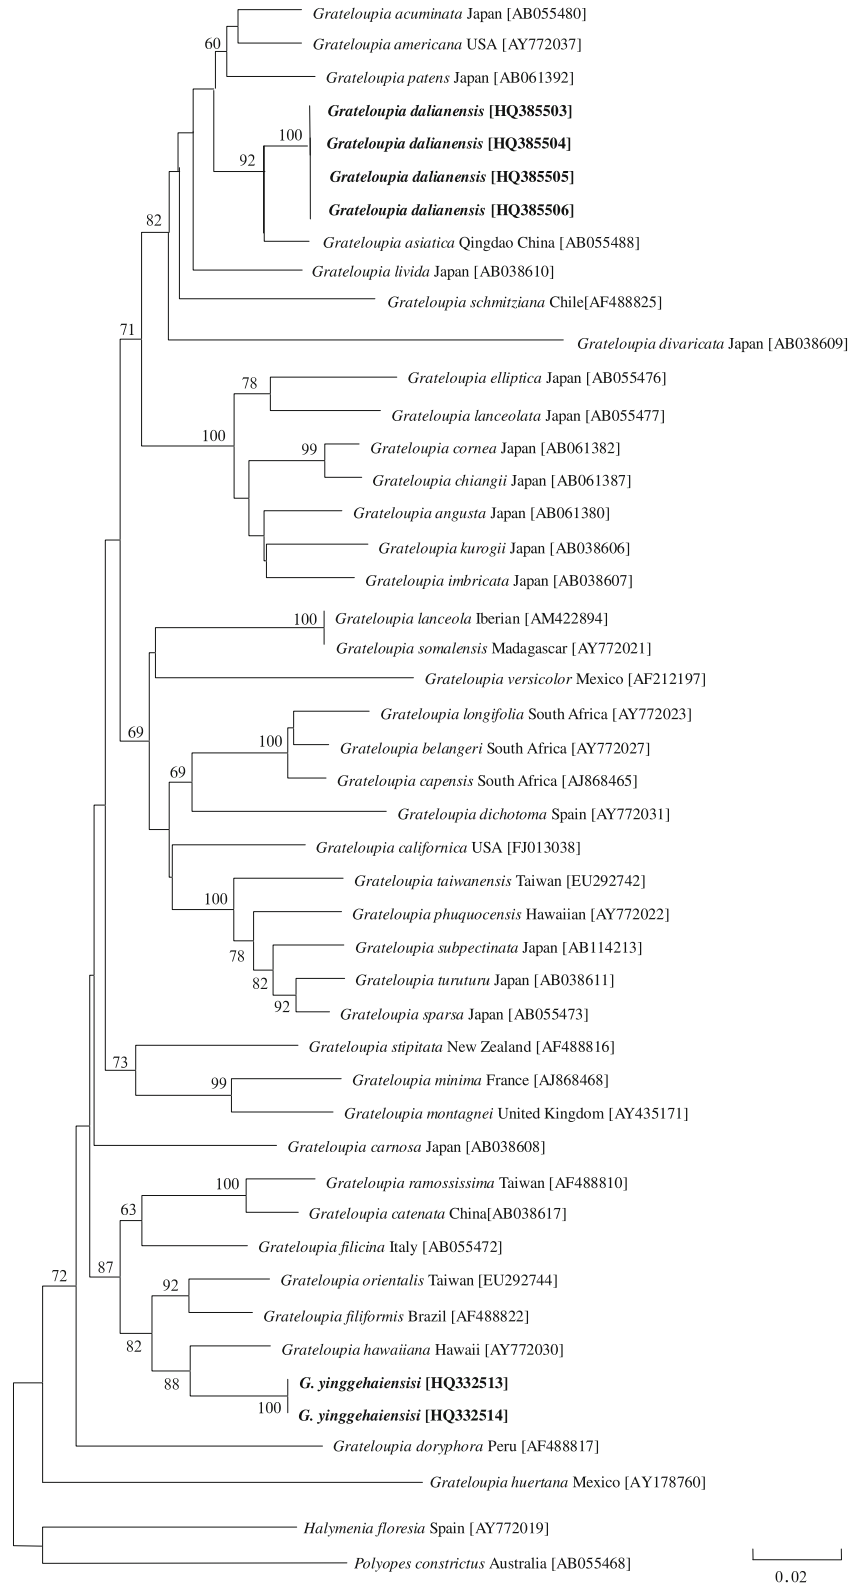 Grateloupia acuminata Japan [AB055480]
60
Grateloupia americana USA [AY772037]
Grateloupia patens Japan [AB061392]
Grateloupia dalianensis [HQ385503]
100
Grateloupia dalianensis [HQ385504]
92
Grateloupia dalianensis [HQ385505]
Grateloupia dalianensis [HQ385506]
82
Grateloupia asiatica Qingdao China [AB055488]
Grateloupia livida Japan [AB038610]
Grateloupia schmitziana Chile[AF488825]
71
Grateloupia divaricata Japan [AB038609]
Grateloupia elliptica Japan [AB055476]
78
Grateloupia lanceolata Japan [AB055477]
100
Grateloupia cornea Japan [AB061382]
99
Grateloupia chiangii Japan [AB061387]
Grateloupia angusta Japan [AB061380]
Grateloupia kurogii Japan [AB038606]
Grateloupia imbricata Japan [AB038607]
100
Grateloupia lanceola Iberian [AM422894]
Grateloupia somalensis Madagascar [AY772021]
Grateloupia versicolor Mexico [AF212197]
69
Grateloupia longifolia South Africa [AY772023]
100
Grateloupia belangeri South Africa [AY772027]
69
Grateloupia capensis South Africa [AJ868465]
Grateloupia dichotoma Spain [AY772031]
Grateloupia californica USA [FJ013038]
Grateloupia taiwanensis Taiwan [EU292742]
100
Grateloupia phuquocensis Hawaiian [AY772022]
78
Grateloupia subpectinata Japan [AB114213]
82
Grateloupia turuturu Japan [AB038611]
92
Grateloupia sparsa Japan [AB055473]
Grateloupia stipitata New Zealand [AF488816]
73
Grateloupia minima France [AJ868468]
99
Grateloupia montagnei United Kingdom [AY435171]
Grateloupia carnosa Japan [AB038608]
100
Grateloupia ramossissima Taiwan [AF488810]
63
Grateloupia catenata China[AB038617]
Grateloupia filicina Italy [AB055472]
72
87
Grateloupia orientalis Taiwan [EU292744]
92
Grateloupia filiformis Brazil [AF488822]
82
Grateloupia hawaiiana Hawaii [AY772030]
88
G. yinggehaiensisi [HQ332513]
100
G. yinggehaiensisi [HQ332514]
Grateloupia doryphora Peru [AF488817]
Grateloupia huertana Mexico [AY178760]
Halymenia floresia Spain [AY772019]
Polyopes constrictus Australia [AB055468]
0.02